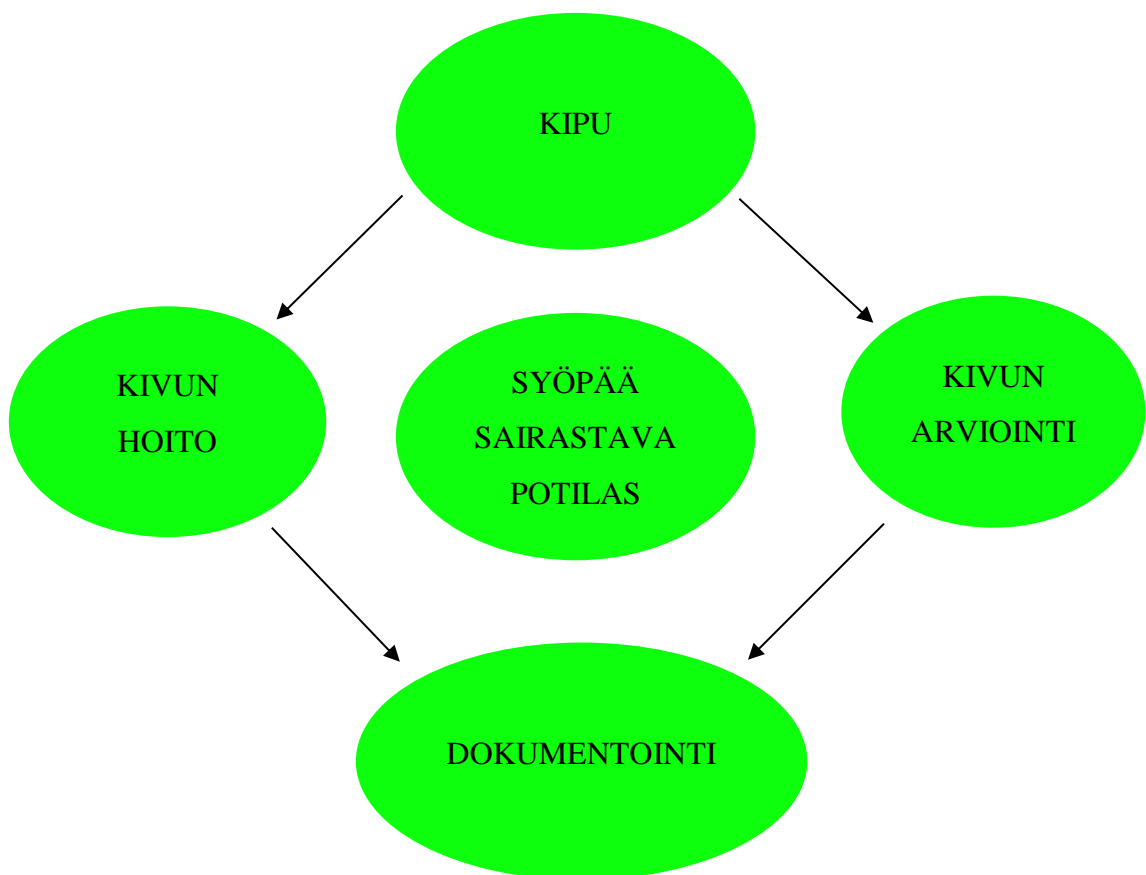 KIPU
KIVUN
HOITO
SYÖPÄÄ
SAIRASTAVA
POTILAS
KIVUN
ARVIOINTI
DOKUMENTOINTI